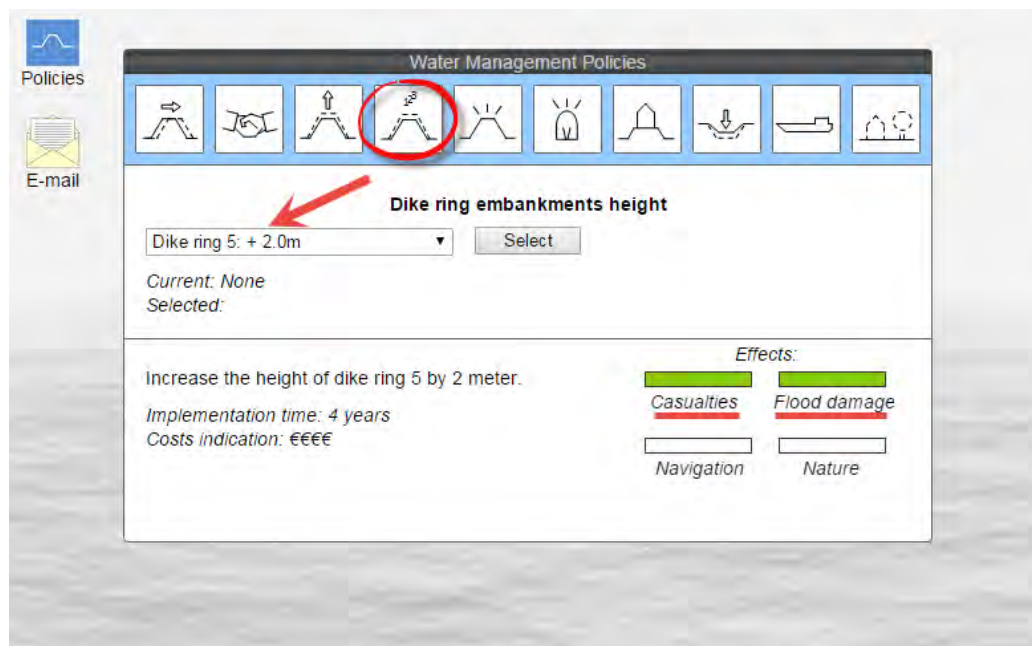 Policies
E-mail
Water Management Policies
1²³
Dike ring embankments height
Dike ring 5: + 2.0m
Select
Current: None
Selected:
Increase the height of dike ring 5 by 2 meter.
Implementation time: 4 years
Costs indication: €€€€
Effects:
Casualties Flood damage
Navigation Nature